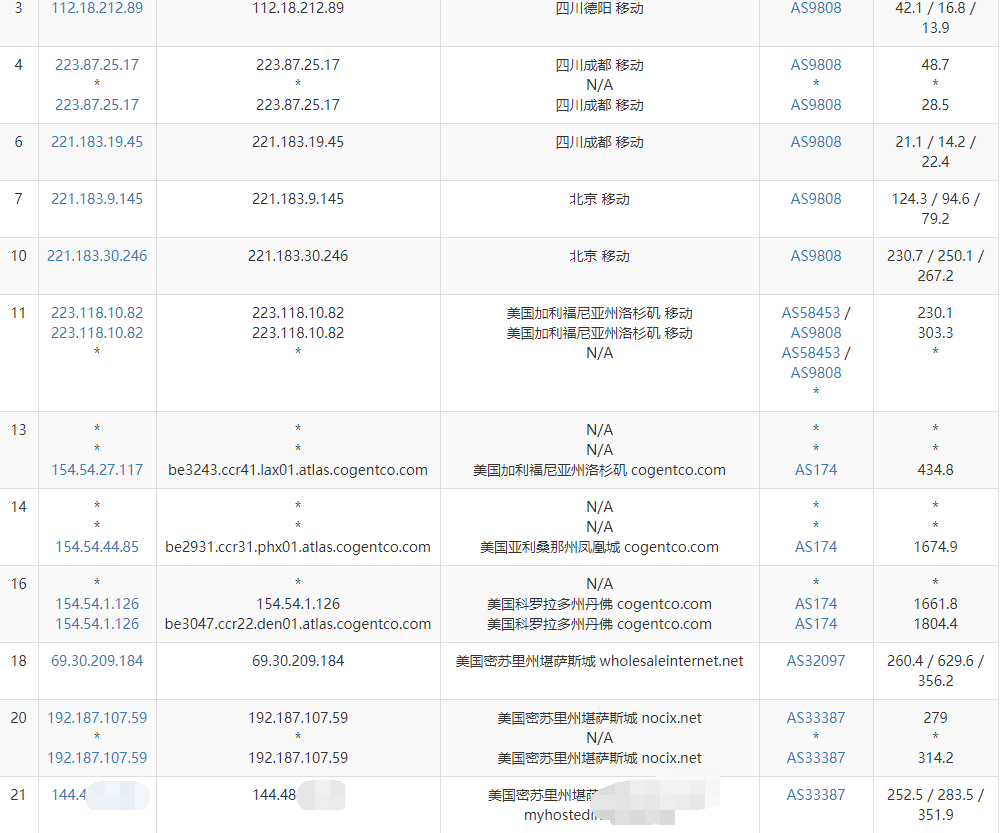 3 112.18.212.89 112.18.212.89 四川德阳 移动 AS9808 42.1 / 16.8 /
13.9
4 223.87.25.17 223.87.25.17 四川成都 移动 AS9808 48.7
* * N/A * *
223.87.25.17 223.87.25.17 四川成都 移动 AS9808 28.5
6 221.183.19.45 221.183.19.45 四川成都 移动 AS9808 21.1 / 14.2 /
22.4
7 221.183.9.145 221.183.9.145 北京 移动 AS9808 124.3 / 94.6 /
79.2
10 221.183.30.246 221.183.30.246 北京 移动 AS9808 230.7 / 250.1 /
267.2
11 223.118.10.82 223.118.10.82 美国加利福尼亚州洛杉矶 移动 AS58453 / 230.1
223.118.10.82 223.118.10.82 美国加利福尼亚州洛杉矶 移动 AS9808 303.3
* * N/A AS58453 / *
AS9808
*
13 * * N/A * *
* * N/A * *
154.54.27.117 be3243.ccr41.lax01.atlas.cogentco.com 美国加利福尼亚州洛杉矶 cogentco.com AS174 434.8
14 * * N/A * *
* * N/A * *
154.54.44.85 be2931.ccr31.phx01.atlas.cogentco.com 美国亚利桑那州凤凰城 cogentco.com AS174 1674.9
16 * * N/A * *
154.54.1.126 154.54.1.126 美国科罗拉多州丹佛 cogentco.com AS174 1661.8
154.54.1.126 be3047.ccr22.den01.atlas.cogentco.com 美国科罗拉多州丹佛 cogentco.com AS174 1804.4
18 69.30.209.184 69.30.209.184 美国密苏里州堪萨斯城 wholesaleinternet.net AS32097 260.4 / 629.6 /
356.2
20 192.187.107.59 192.187.107.59 美国密苏里州堪萨斯城 nocix.net AS33387 279
* * N/A * *
192.187.107.59 192.187.107.59 美国密苏里州堪萨斯城 nocix.net AS33387 314.2
21 144.4 144.48 美国密苏里州堪萨 AS33387 252.5 / 283.5 /
351.9